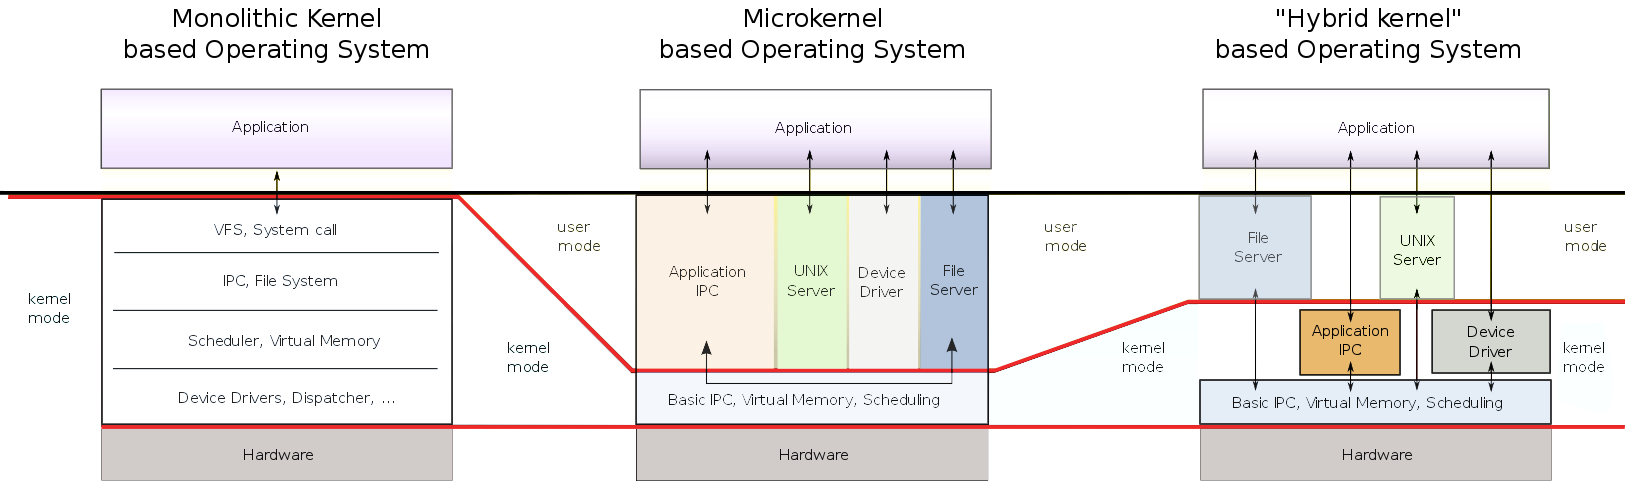 Monolithic Kernel
based Operating System
Microkernel
based Operating System
"Hybrid kernel"
based Operating System
Application
VFS, System call
IPC, File System
Scheduler, Virtual Memory
Device Drivers, Dispatcher, ...
Hardware
kernel
mode
user
mode
kernel
mode
Application
Application
IPC
UNIX
Server
Device
Driver
File
Server
Basic IPC, Virtual Memory, Scheduling
Hardware
user
mode
kernel
mode
Application
File
Server
UNIX
Server
Application
IPC
Device
Driver
Basic IPC, Virtual Memory, Scheduling
Hardware
user
mode
kernel
mode